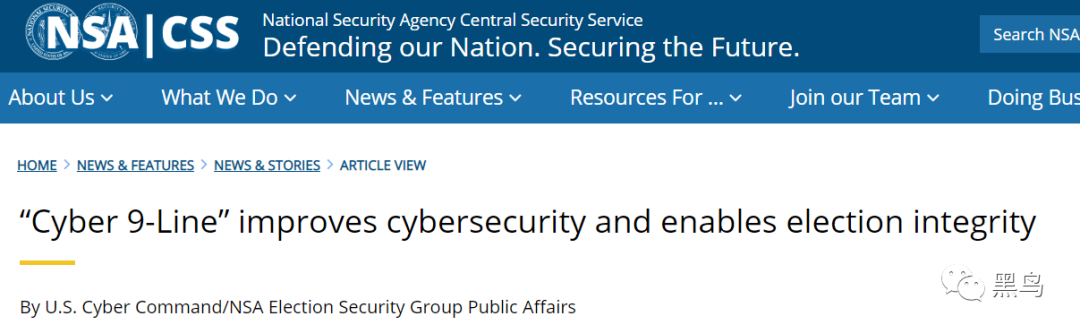 NSA|CSS
National Security Agency Central Security Service
Defending our Nation. Securing the Future.
Search NSA
About Us
What We Do
News & Features
Resources For ...
Join our Team
Doing Bus
HOME > NEWS & FEATURES > NEWS & STORIES > ARTICLE VIEW
“Cyber 9-Line” improves cybersecurity and enables election integrity
By U.S. Cyber Command/NSA Election Security Group Public Affairs
黑鸟